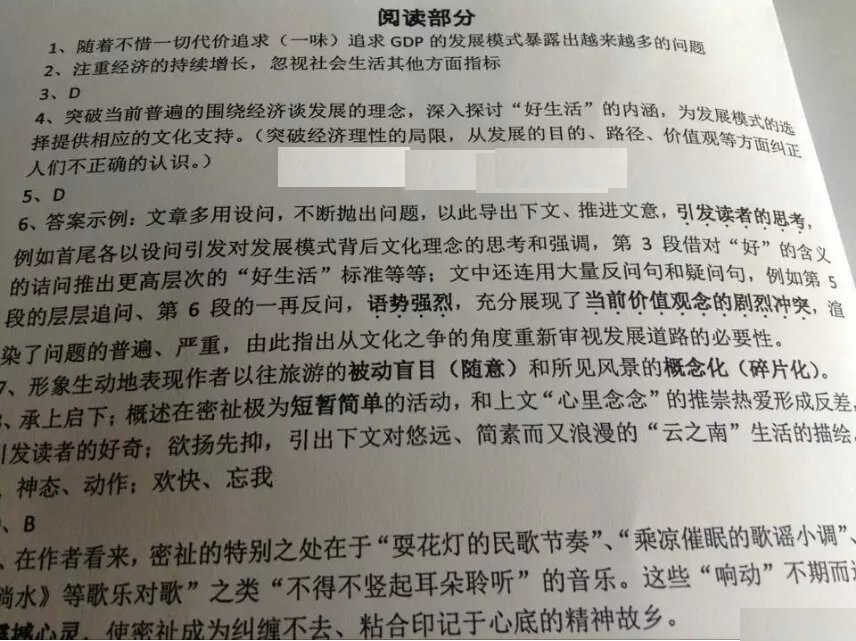 阅读部分
1、随着不惜一切代价追求（一味）追求 GDP 的发展模式暴露出越来越多的问题
2、注重经济的持续增长，忽视社会生活其他方面指标
3、D
4、突破当前普遍的围绕经济谈发展的理念，深入探讨“好生活”的内涵，为发展模式的选
择提供相应的文化支持。（突破经济理性的局限，从发展的目的、路径、价值观等方面纠正
人们不正确的认识。）
5、D
6、答案示例：文章多用设问，不断抛出问题，以此导出下文、推进文意，引发读者的思考，
例如首尾各以设问引发对发展模式背后文化理念的思考和强调，第 3 段借对“好”的含义
的诘问推出更高层次的“好生活”标准等等；文中还连用大量反问句和疑问句，例如第 5
段的层层追问、第 6 段的一再反问，语势强烈，充分展现了当前价值观念的剧烈冲突，渲
染了问题的普遍、严重，由此指出从文化之争的角度重新审视发展道路的必要性。
7、形象生动地表现作者以往旅游的被动盲目（随意）和所见风景的概念化（碎片化）。
、承上启下；概述在密祉极为短暂简单的活动，和上文“心里念念”的推崇热爱形成反差，
引发读者的好奇；欲扬先抑，引出下文对悠远、简素而又浪漫的“云之南”生活的描绘。
、神态、动作；欢快、忘我
、B
、在作者看来，密祉的特别之处在于“耍花灯的民歌节奏”、“乘凉催眠的歌谣小调”、
淌水》等歌乐对歌”之类“不得不竖起耳朵聆听”的音乐。这些“响动”不期而
撼心灵，使密祉成为纠缠不去、粘合印记于心底的精神故乡。